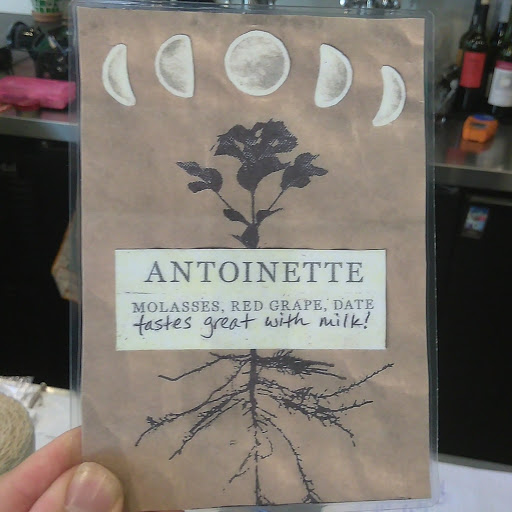 ANTOINETTE
MOLASSES, RED GRAPE, DATE
tastes great with milk!